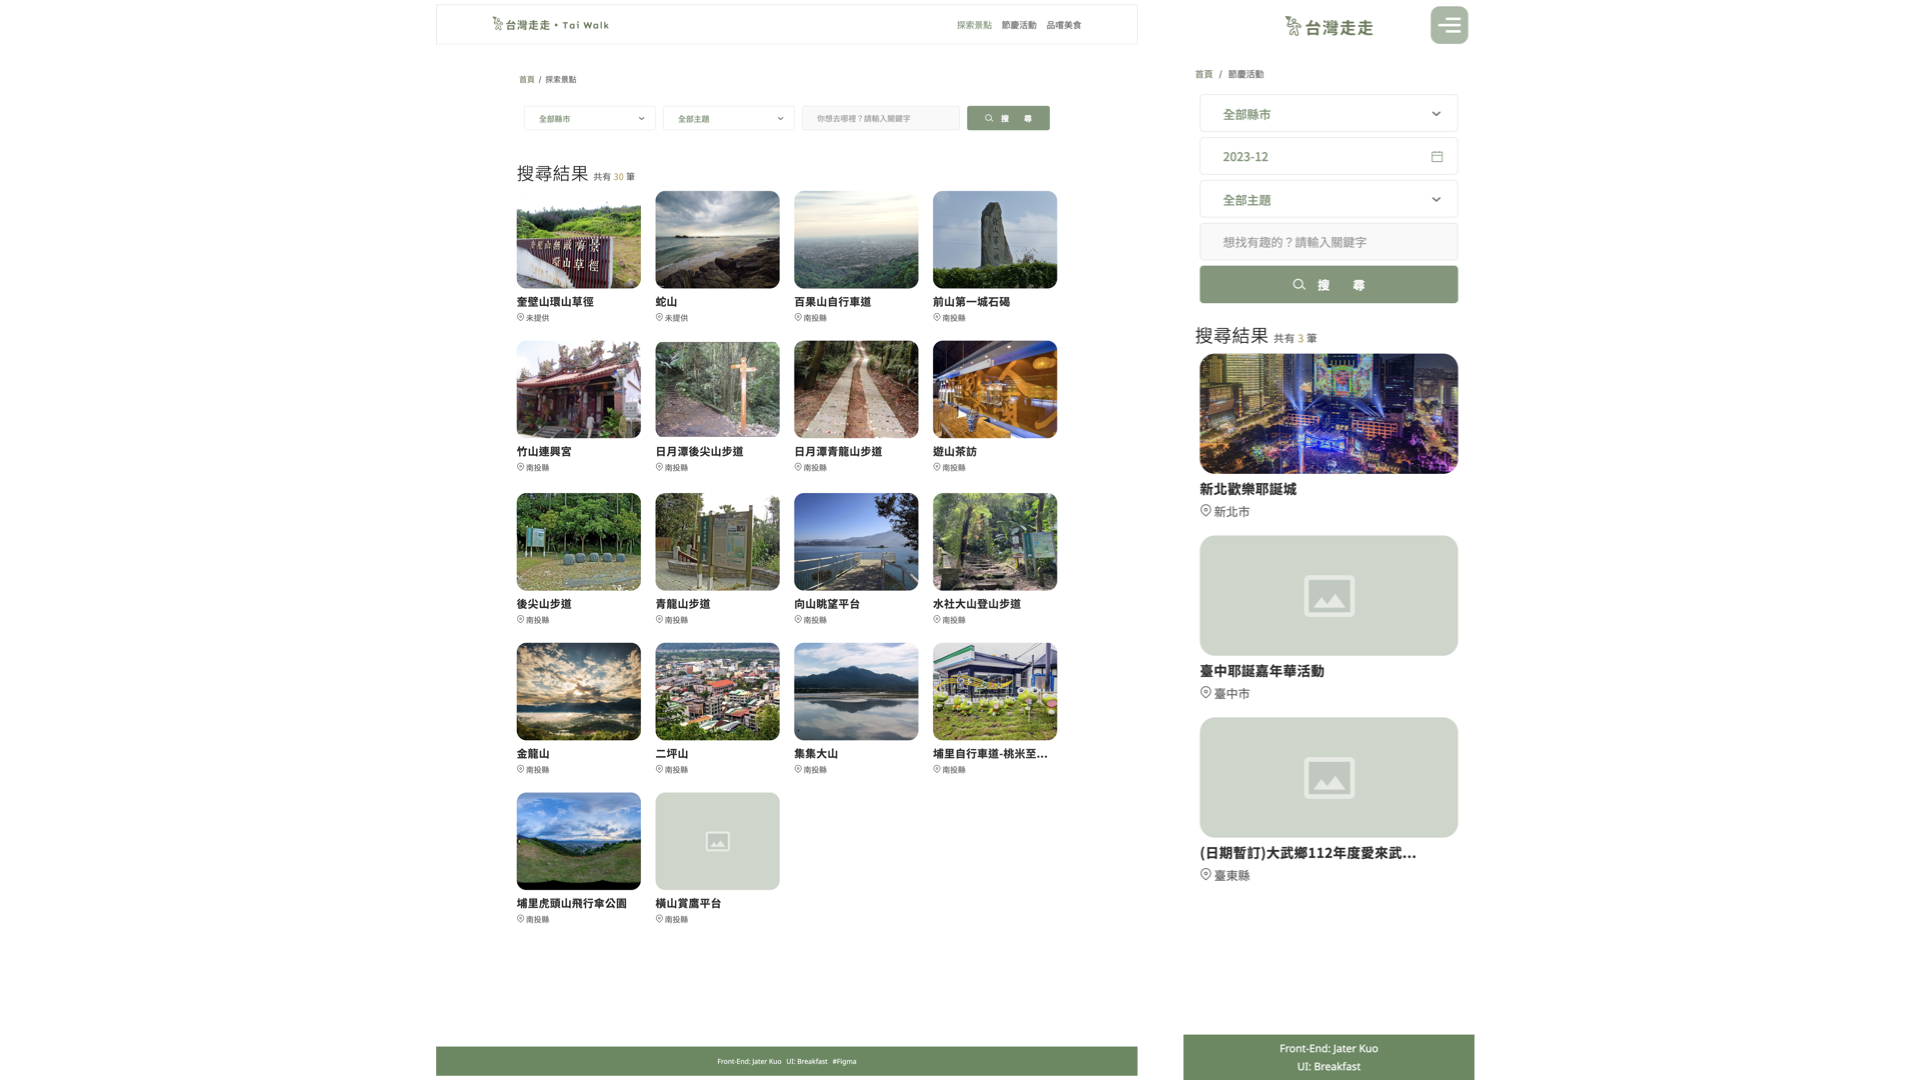 台灣走走 • Tai Walk
探索景點 節慶活動 品嚐美食
首頁 / 探索景點
全部縣市
全部主題
你想去哪裡？請輸入關鍵字
搜 尋
搜尋結果 共有 30 筆
奎壁山環山草徑
未提供
蛇山
未提供
百果山自行車道
南投縣
前山第一城石碣
南投縣
竹山連興宮
南投縣
日月潭後尖山步道
南投縣
日月潭青龍山步道
南投縣
遊山茶訪
南投縣
後尖山步道
南投縣
青龍山步道
南投縣
向山眺望平台
南投縣
水社大山登山步道
南投縣
金龍山
南投縣
二坪山
南投縣
集集大山
南投縣
埔里自行車道-桃米至...
南投縣
埔里虎頭山飛行傘公園
南投縣
橫山賞鷹平台
南投縣
Front-End: Jater Kuo UI: Breakfast #Figma
台灣走走
首頁 / 節慶活動
全部縣市
2023-12
全部主題
想找有趣的？請輸入關鍵字
搜 尋
搜尋結果 共有 3 筆
新北歡樂耶誕城
新北市
臺中耶誕嘉年華活動
臺中市
(日期暫訂)大武鄉112年度愛來武...
臺東縣
Front-End: Jater Kuo
UI: Breakfast